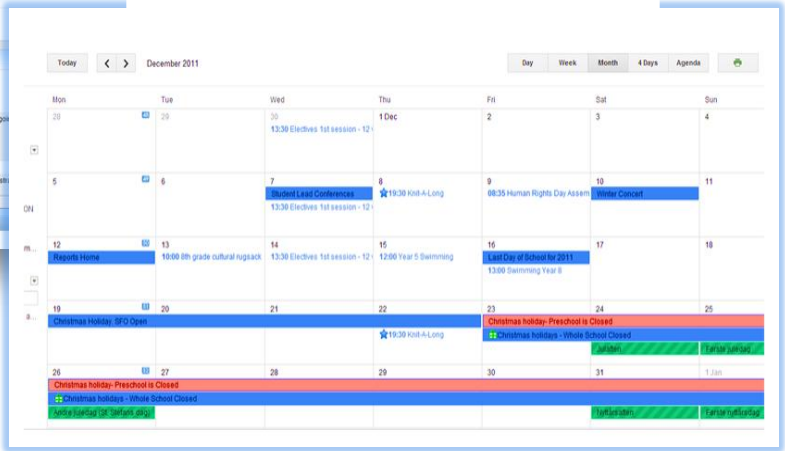 Today
December 2011
Day Week Month 4 Days Agenda
Mon Tue Wed Thu Fri Sat Sun
28 29 30 1 Dec 2 3 4
13:30 Electives 1st session - 12
5 6 7 8 9 10 11
Student Lead Conferences
Winter Concert
19:30 Knit-A-Long
08:35 Human Rights Day Assem
13:30 Electives 1st session - 12
12 13 14 15 16 17 18
Reports Home
10:00 8th grade cultural rugsack
13:30 Electives 1st session - 12
12:00 Year 5 Swimming
Last Day of School for 2011
13:00 Swimming Year 8
19 20 21 22 23 24 25
Christmas Holiday. SFO Open
Christmas holiday- Preschool is Closed
Christmas holidays - Whole School Closed
19:30 Knit-A-Long
Julaften
Første juledag
26 27 28 29 30 31 1 Jan
Christmas holiday- Preschool is Closed
Christmas holidays - Whole School Closed
Andre juledag (St. Stefans dag)
Nyttårsaften
Første nyttårsdag